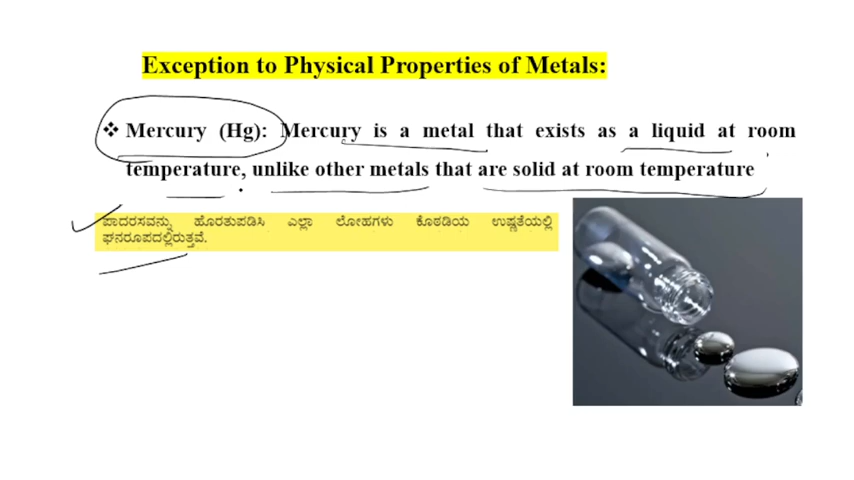 Exception to Physical Properties of Metals:
❖ Mercury (Hg): Mercury is a metal that exists as a liquid at room
temperature, unlike other metals that are solid at room temperature
ಪಾದರಸವನ್ನು ಹೊರತುಪಡಿಸಿ ಎಲ್ಲಾ ಲೋಹಗಳು ಕೊಠಡಿಯ ಉಷ್ಣತೆಯಲ್ಲಿ
ಘನರೂಪದಲ್ಲಿರುತ್ತವೆ.